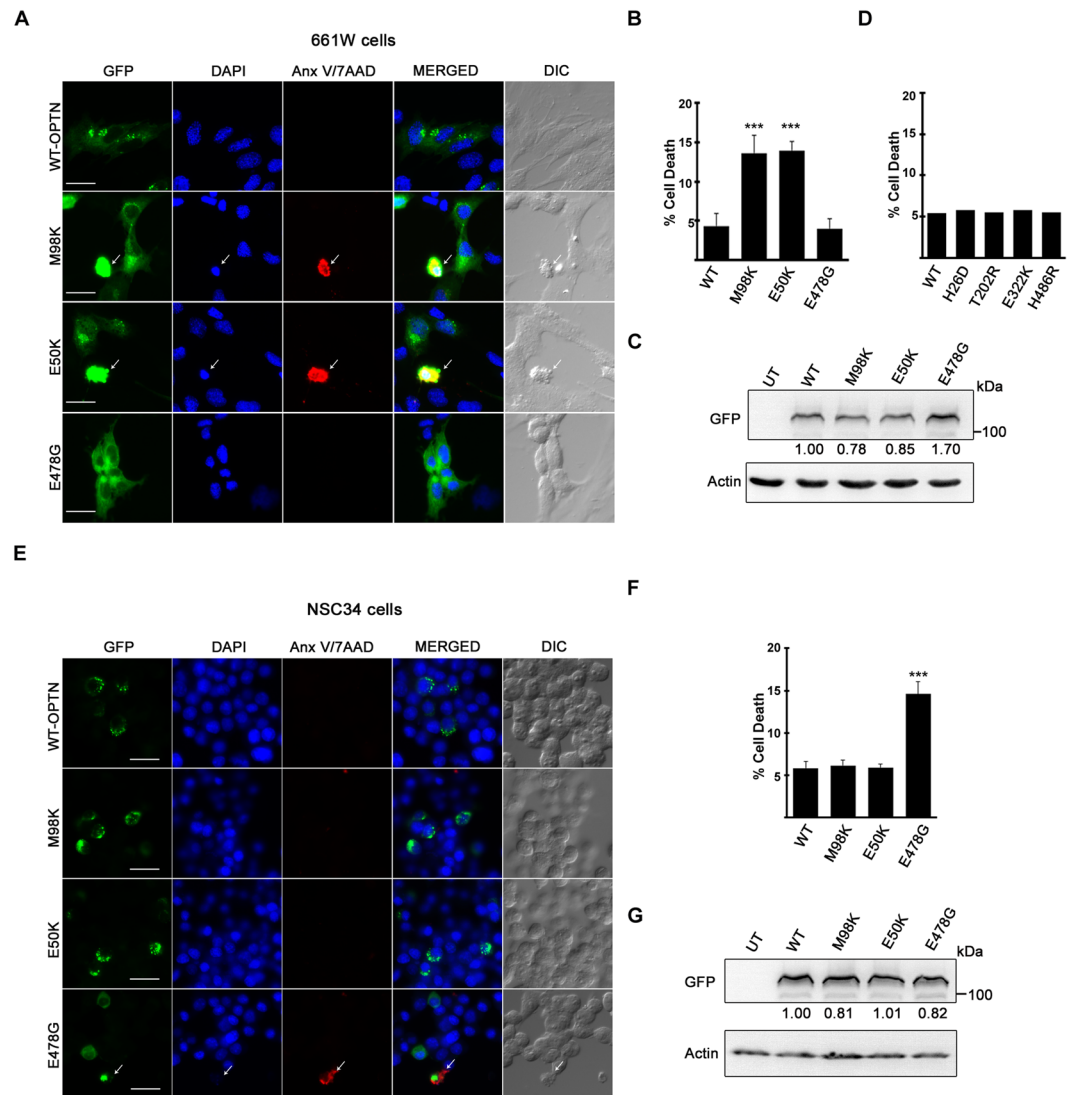 A
661W cells
GFP DAPI Anx V/7AAD MERGED DIC
WT-OPTN
M98K
E50K
E478G
B
% Cell Death
20
15
10
5
***
***
WT M98K E50K E478G
D
% Cell Death
20
15
10
5
WT H26D T202R E322K H486R
C
UT WT M98K E50K E478G
kDa
GFP
100
1.00 0.78 0.85 1.70
Actin
E
NSC34 cells
GFP DAPI Anx V/7AAD MERGED DIC
WT-OPTN
M98K
E50K
E478G
F
% Cell Death
20
15
10
5
***
WT M98K E50K E478G
G
UT WT M98K E50K E478G
kDa
GFP
100
1.00 0.81 1.01 0.82
Actin